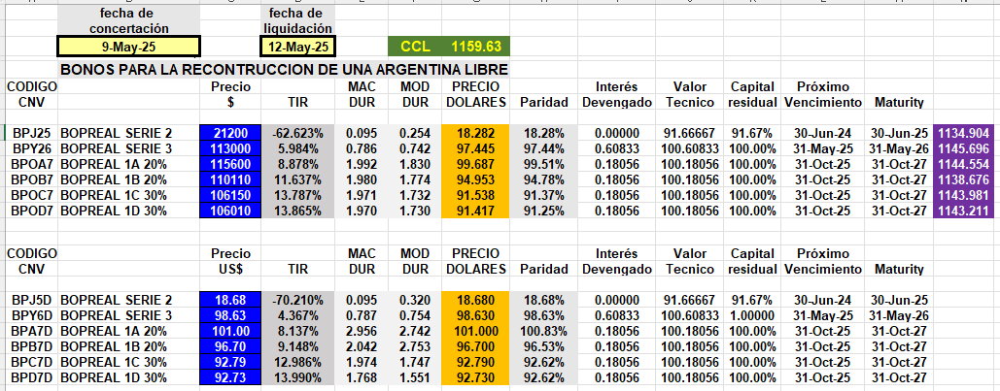 fecha de concertación fecha de liquidación
9-May-25 12-May-25 CCL 1159.63
BONOS PARA LA RECONTRUCCION DE UNA ARGENTINA LIBRE
CODIGO Precio MAC MOD PRECIO Interés Valor Capital Próximo
CNV $ TIR DUR DUR DOLARES Paridad Devengado Tecnico residual Vencimiento Maturity
BPJ25 BOPREAL SERIE 2 21200 -62.623% 0.095 0.254 18.282 18.28% 0.00000 91.66667 91.67% 30-Jun-24 30-Jun-25 1134.904
BPY26 BOPREAL SERIE 3 113000 5.984% 0.786 0.742 97.445 97.44% 0.60833 100.60833 100.00% 31-May-25 31-May-26 1145.696
BPOA7 BOPREAL 1A 20% 115600 8.878% 1.992 1.830 99.687 99.51% 0.18056 100.18056 100.00% 31-Oct-25 31-Oct-27 1144.554
BPOB7 BOPREAL 1B 20% 110110 11.637% 1.980 1.774 94.953 94.78% 0.18056 100.18056 100.00% 31-Oct-25 31-Oct-27 1138.676
BPOC7 BOPREAL 1C 30% 106150 13.787% 1.971 1.732 91.538 91.37% 0.18056 100.18056 100.00% 31-Oct-25 31-Oct-27 1143.981
BPOD7 BOPREAL 1D 30% 106010 13.865% 1.970 1.730 91.417 91.25% 0.18056 100.18056 100.00% 31-Oct-25 31-Oct-27 1143.211
CODIGO Precio MAC MOD PRECIO Interés Valor Capital Próximo
CNV US$ TIR DUR DUR DOLARES Paridad Devengado Tecnico residual Vencimiento Maturity
BPJ5D BOPREAL SERIE 2 18.68 -70.210% 0.095 0.320 18.680 18.68% 0.00000 91.66667 91.67% 30-Jun-24 30-Jun-25
BPY6D BOPREAL SERIE 3 98.63 4.367% 0.787 0.754 98.630 98.63% 0.60833 100.60833 1.00000 31-May-25 31-May-26
BPA7D BOPREAL 1A 20% 101.00 8.137% 2.956 2.742 101.000 100.83% 0.18056 100.18056 100.00% 31-Oct-25 31-Oct-27
BPB7D BOPREAL 1B 20% 96.70 9.148% 2.042 2.753 96.700 96.53% 0.18056 100.18056 100.00% 31-Oct-25 31-Oct-27
BPC7D BOPREAL 1C 30% 92.79 12.986% 1.974 1.747 92.790 92.62% 0.18056 100.18056 100.00% 31-Oct-25 31-Oct-27
BPD7D BOPREAL 1D 30% 92.73 13.990% 1.768 1.551 92.730 92.62% 0.18056 100.18056 100.00% 31-Oct-25 31-Oct-27